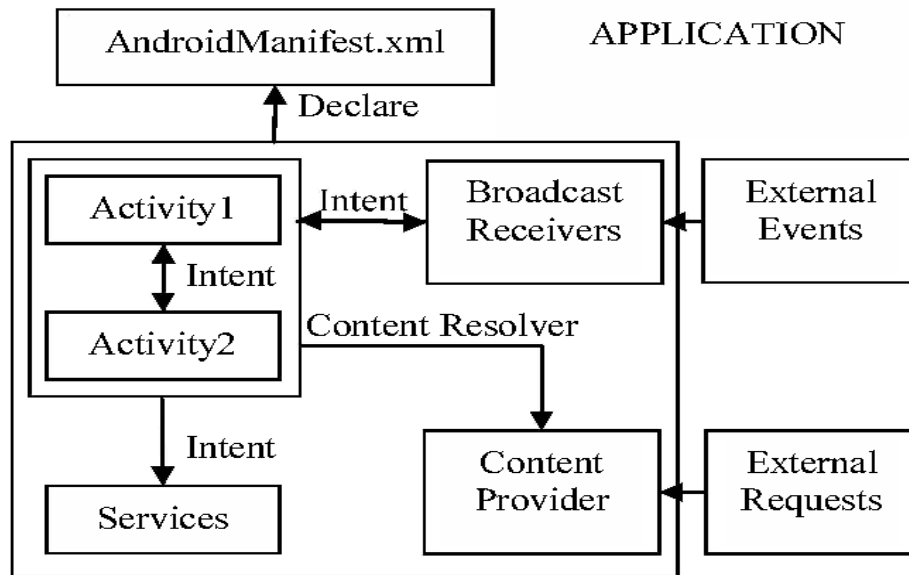 AndroidManifest.xml
APPLICATION
Declare
Activity1
Intent
Broadcast
Receivers
External
Events
Intent
Activity2
Content Resolver
Intent
Content
Provider
External
Requests
Services